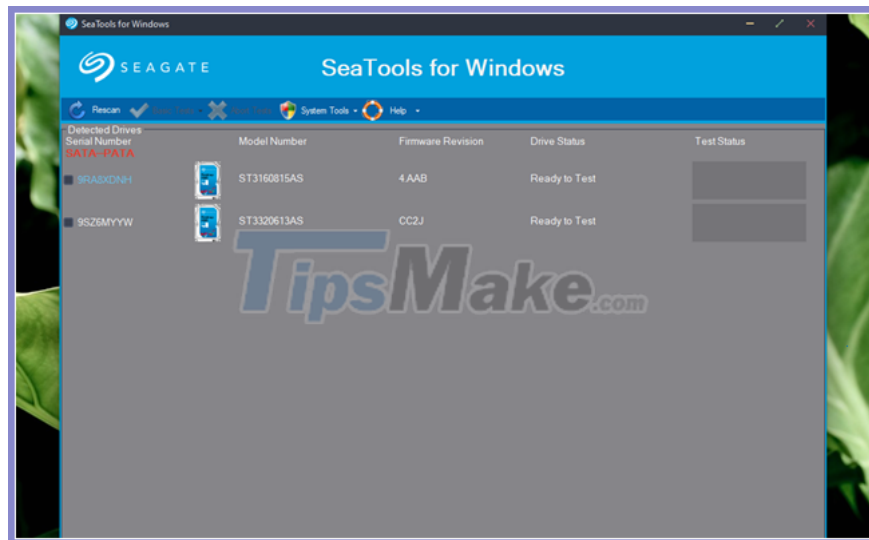 SeaTools for Windows
SEAGATE SeaTools for Windows
Rescan System Tools Help
Detected Drives
Serial Number Model Number Firmware Revision Drive Status Test Status
SATA--PATA
ST3160815AS 4.AAB Ready to Test
9SZ6MYYW ST3320613AS CC2J Ready to Test
TipsMake.com